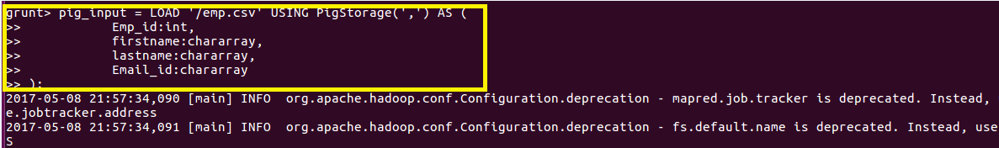 grunt> pig_input = LOAD '/emp.csv' USING PigStorage(',') AS (
>> Emp_id:int,
>> firstname:chararray,
>> lastname:chararray,
>> Email_id:chararray
>> );
2017-05-08 21:57:34,090 [main] INFO  org.apache.hadoop.conf.Configuration.deprecation - mapred.job.tracker is deprecated. Instead,
e.jobtracker.address
2017-05-08 21:57:34,091 [main] INFO  org.apache.hadoop.conf.Configuration.deprecation - fs.default.name is deprecated. Instead, use
S